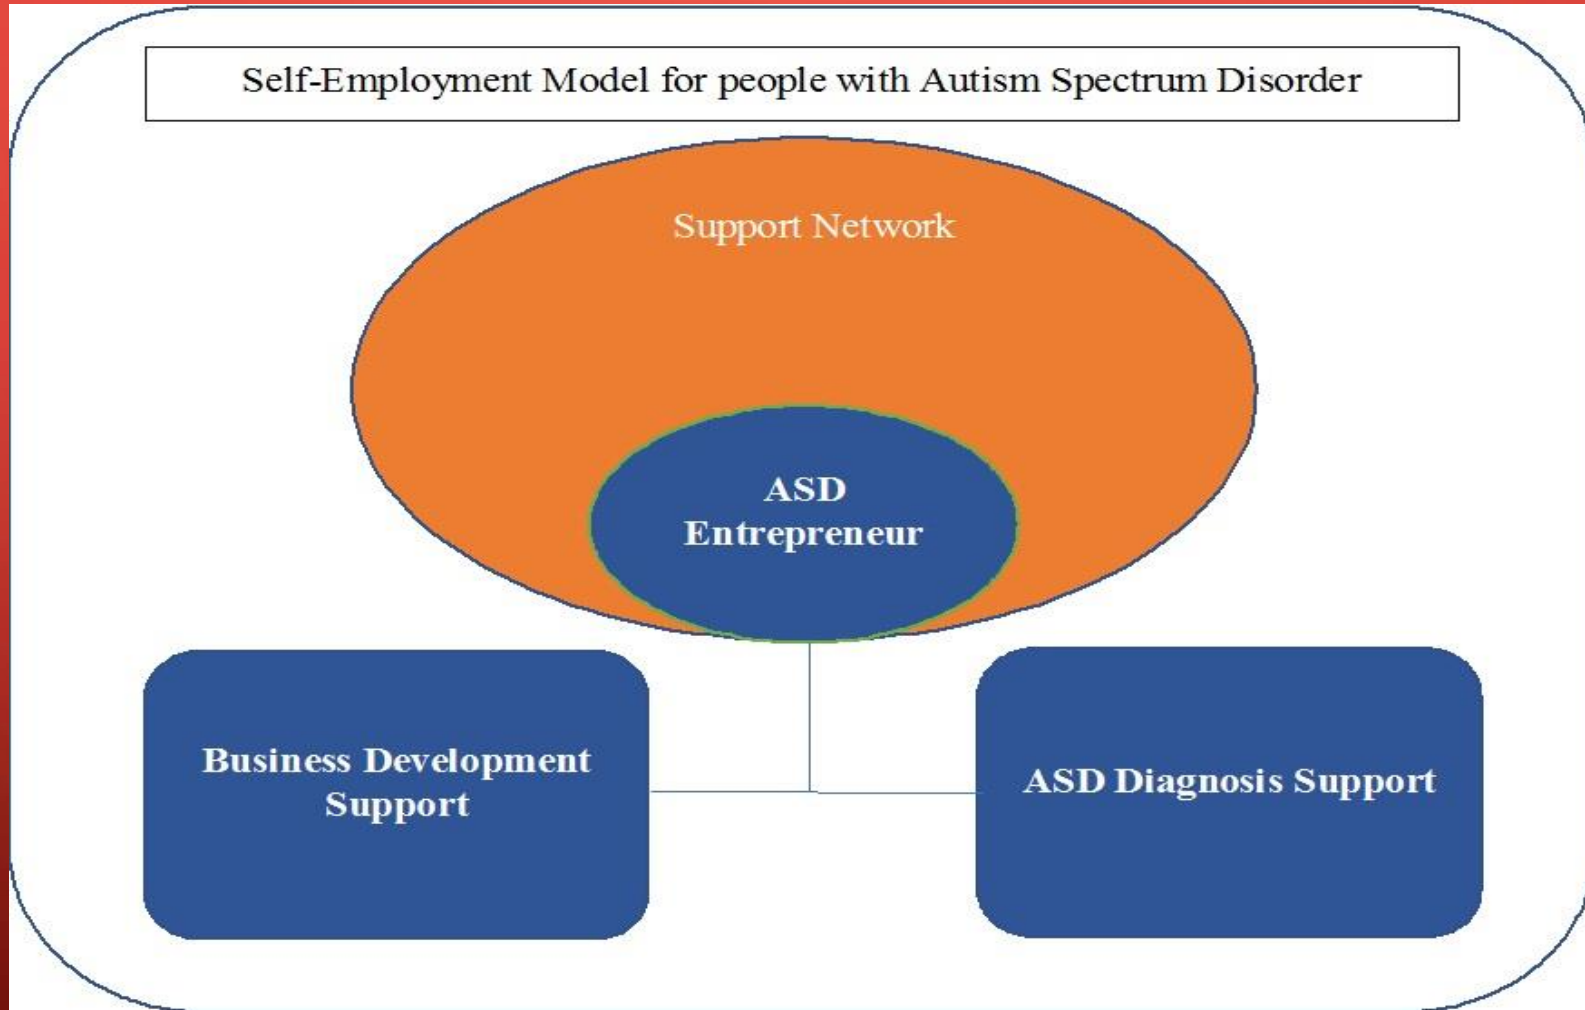 Self-Employment Model for people with Autism Spectrum Disorder
Support Network
ASD
Entrepreneur
Business Development
Support
ASD Diagnosis Support